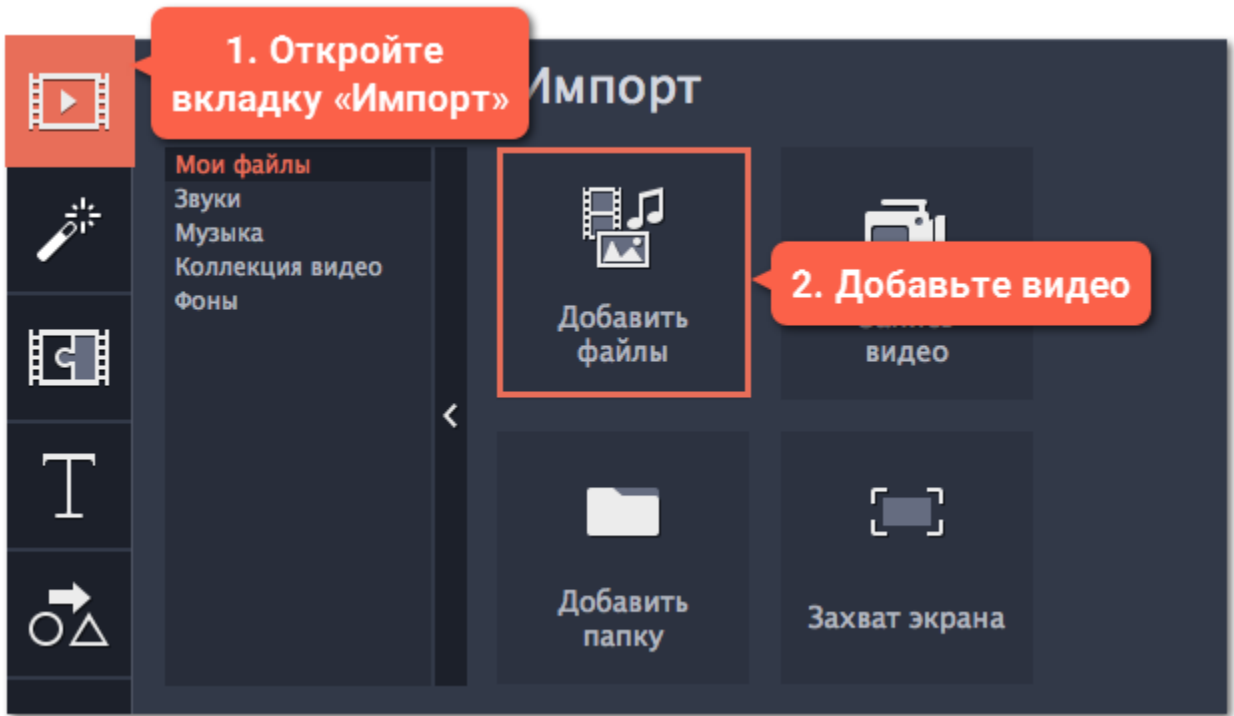 1. Откройте
вкладку «Импорт»
Импорт
Мои файлы
Звуки
Музыка
Коллекция видео
Фоны
Добавить
файлы
2. Добавьте видео
видео
Добавить
папку
Захват экрана